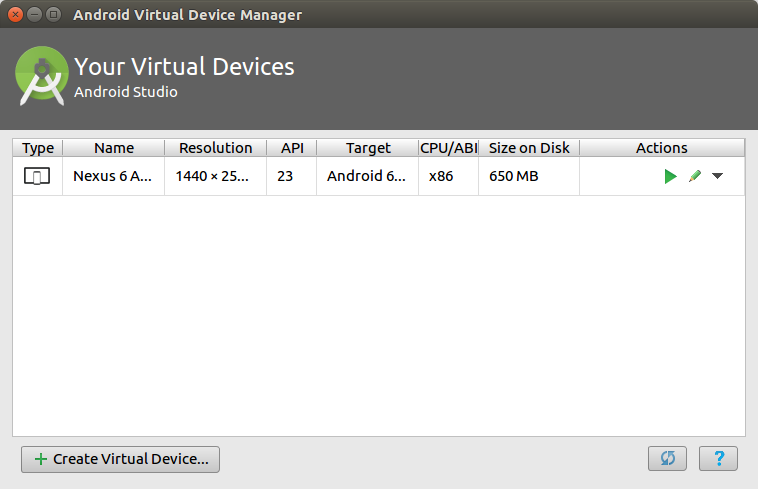 Android Virtual Device Manager
Your Virtual Devices
Android Studio
Type Name Resolution API Target CPU/ABI Size on Disk Actions
Nexus 6 A... 1440 × 25... 23 Android 6... x86 650 MB
Create Virtual Device... ?